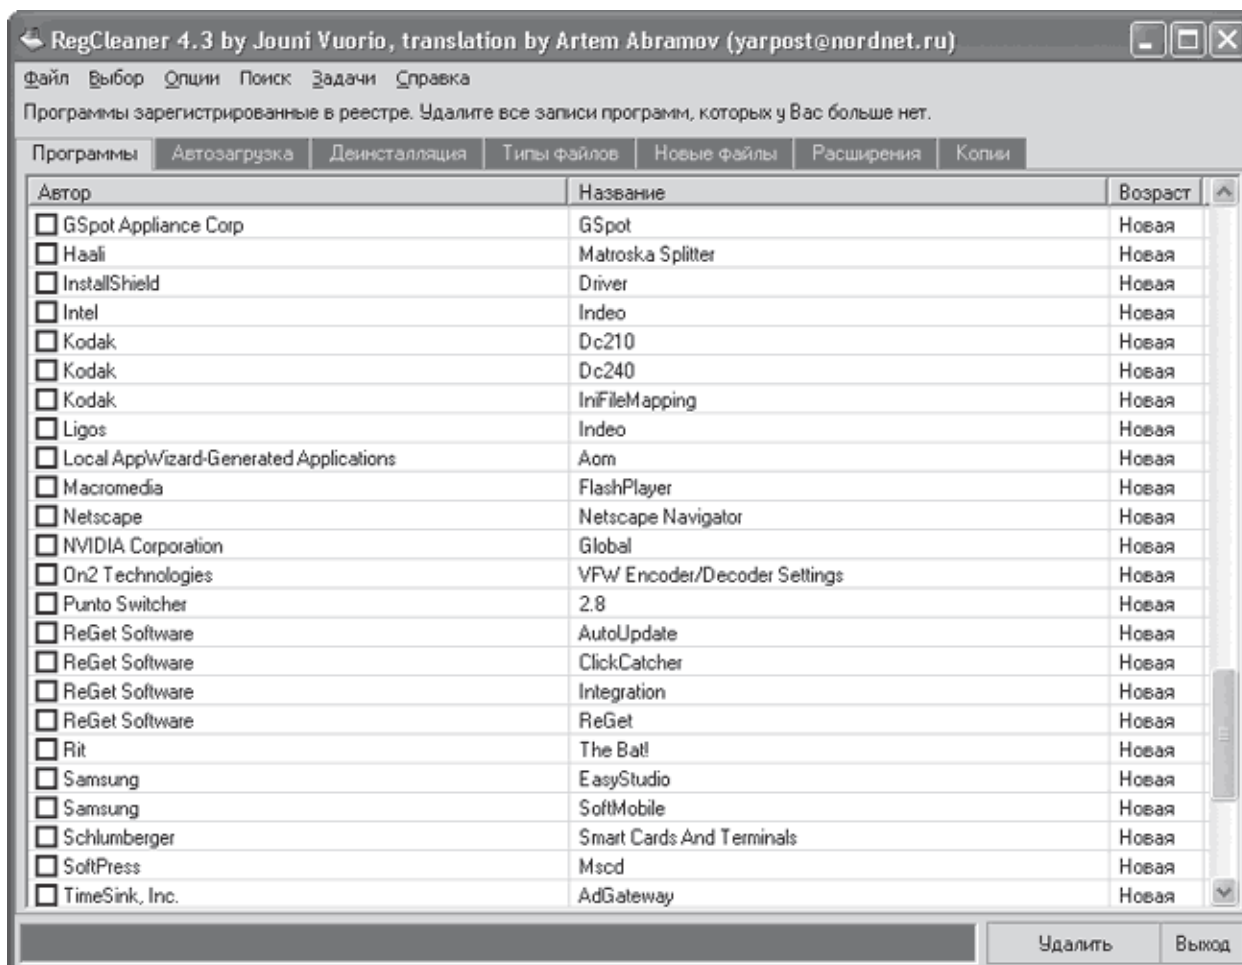 RegCleaner 4.3 by Jouni Vuorio, translation by Artem Abramov (yarpost@nordnet.ru)
Файл Выбор Опции Поиск Задачи Справка
Программы зарегистрированные в реестре. Удалите все записи программ, которых у Вас больше нет.
Программы Автозагрузка Деинсталляция Типы файлов Новые файлы Расширения Копии
Автор Название Возраст
GSpot Appliance Corp GSpot Новая
Haali Matroska Splitter Новая
InstallShield Driver Новая
Intel Indeo Новая
Kodak Dc210 Новая
Kodak Dc240 Новая
Kodak IniFileMapping Новая
Ligos Indeo Новая
Local AppWizard-Generated Applications Aom Новая
Macromedia FlashPlayer Новая
Netscape Netscape Navigator Новая
NVIDIA Corporation Global Новая
On2 Technologies VFW Encoder/Decoder Settings Новая
Punto Switcher 2.8 Новая
ReGet Software AutoUpdate Новая
ReGet Software ClickCatcher Новая
ReGet Software Integration Новая
ReGet Software ReGet Новая
Rit The Bat! Новая
Samsung EasyStudio Новая
Samsung SoftMobile Новая
Schlumberger Smart Cards And Terminals Новая
SoftPress Mscd Новая
TimeSink, Inc. AdGateway Новая
Удалить Выход